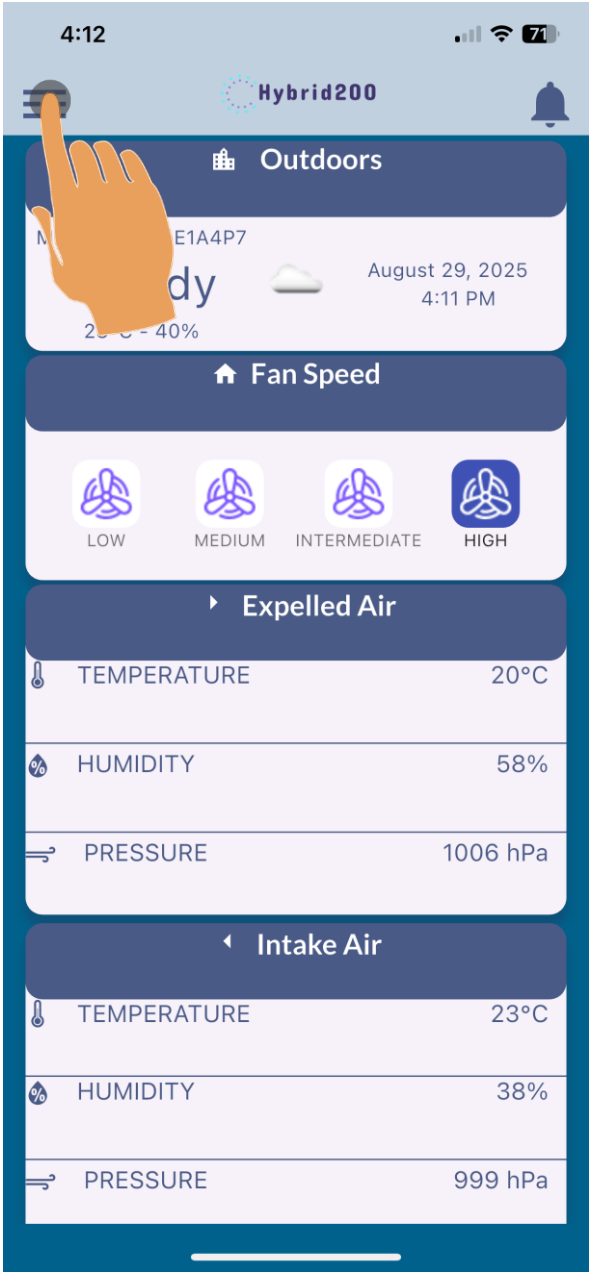 4:12
71
Hybrid200
Outdoors
E1A4P7
August 29, 2025
4:11 PM
40%
Fan Speed
LOW
MEDIUM
INTERMEDIATE
HIGH
Expelled Air
TEMPERATURE
20°C
HUMIDITY
58%
PRESSURE
1006 hPa
Intake Air
TEMPERATURE
23°C
HUMIDITY
38%
PRESSURE
999 hPa